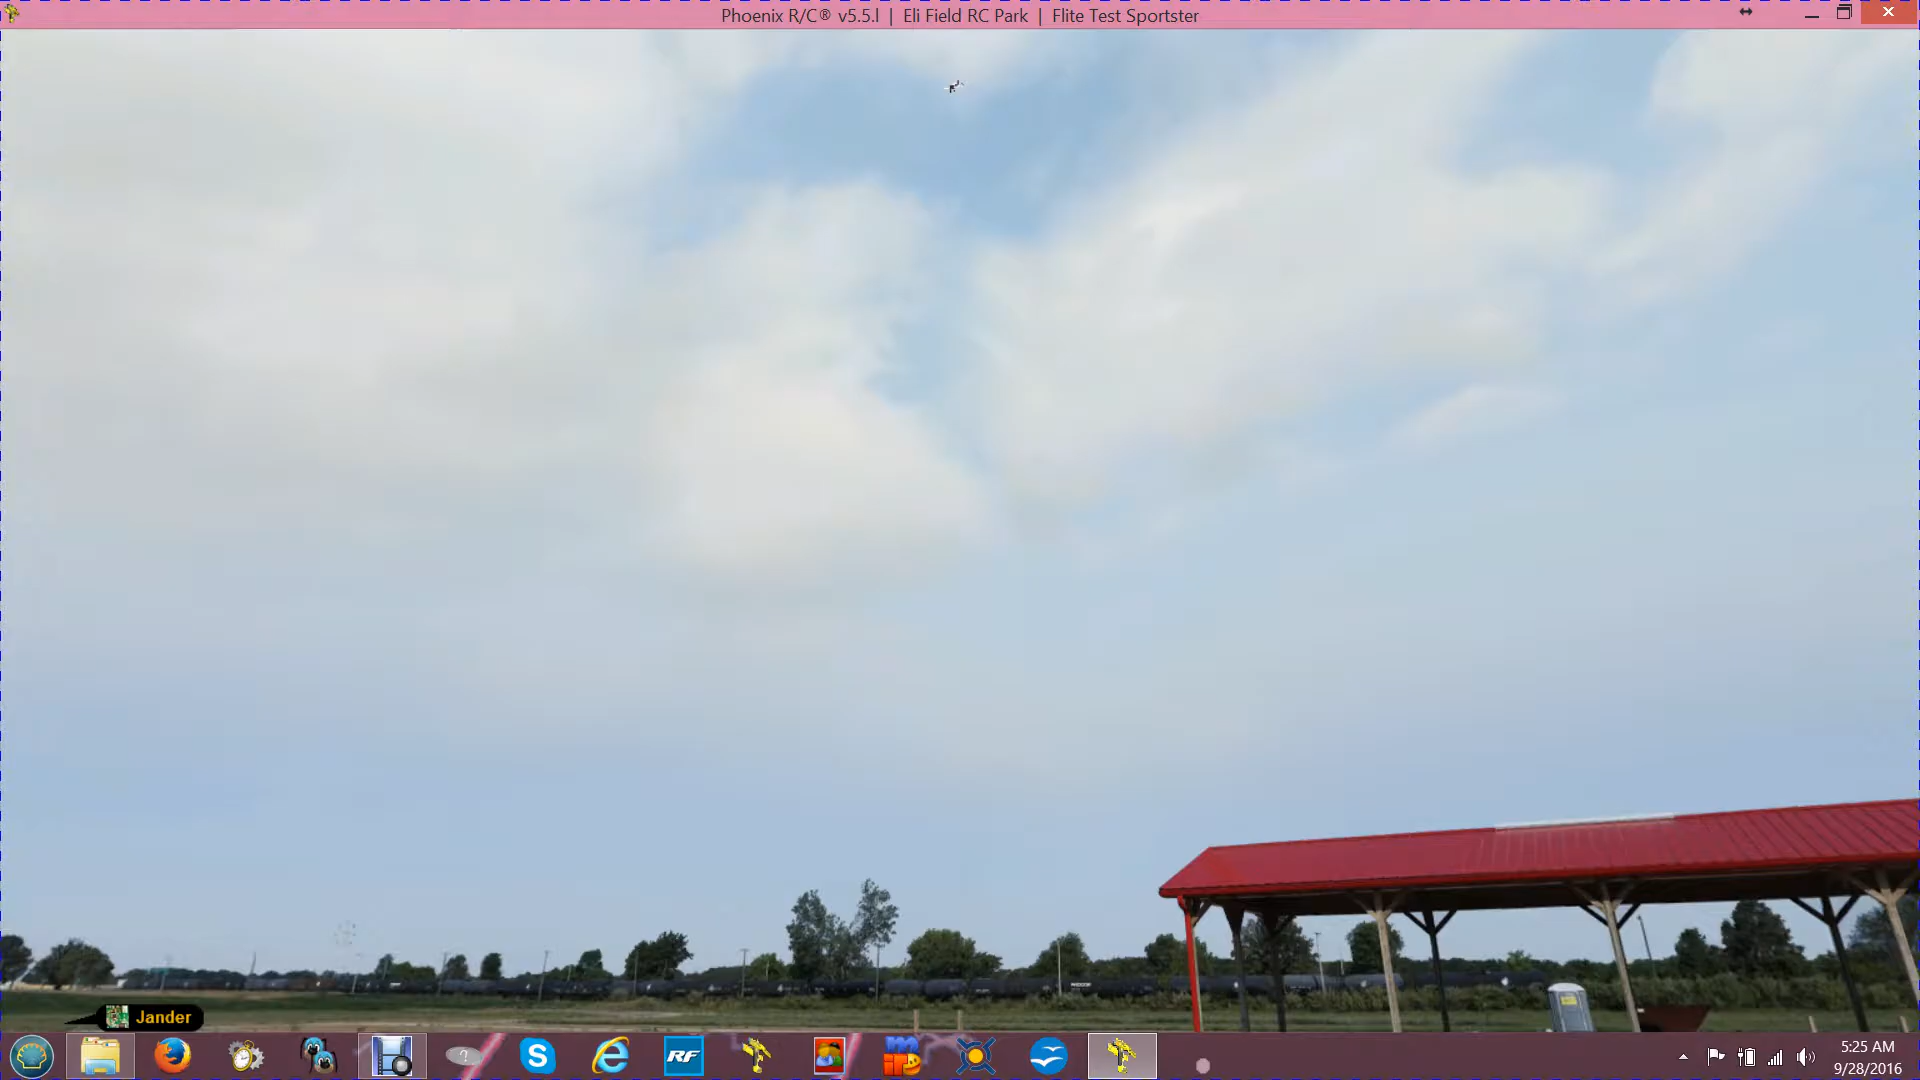 Phoenix R/C® v5.5.l | Eli Field RC Park | Flite Test Sportster
Jander
RF
5:25 AM
9/28/2016